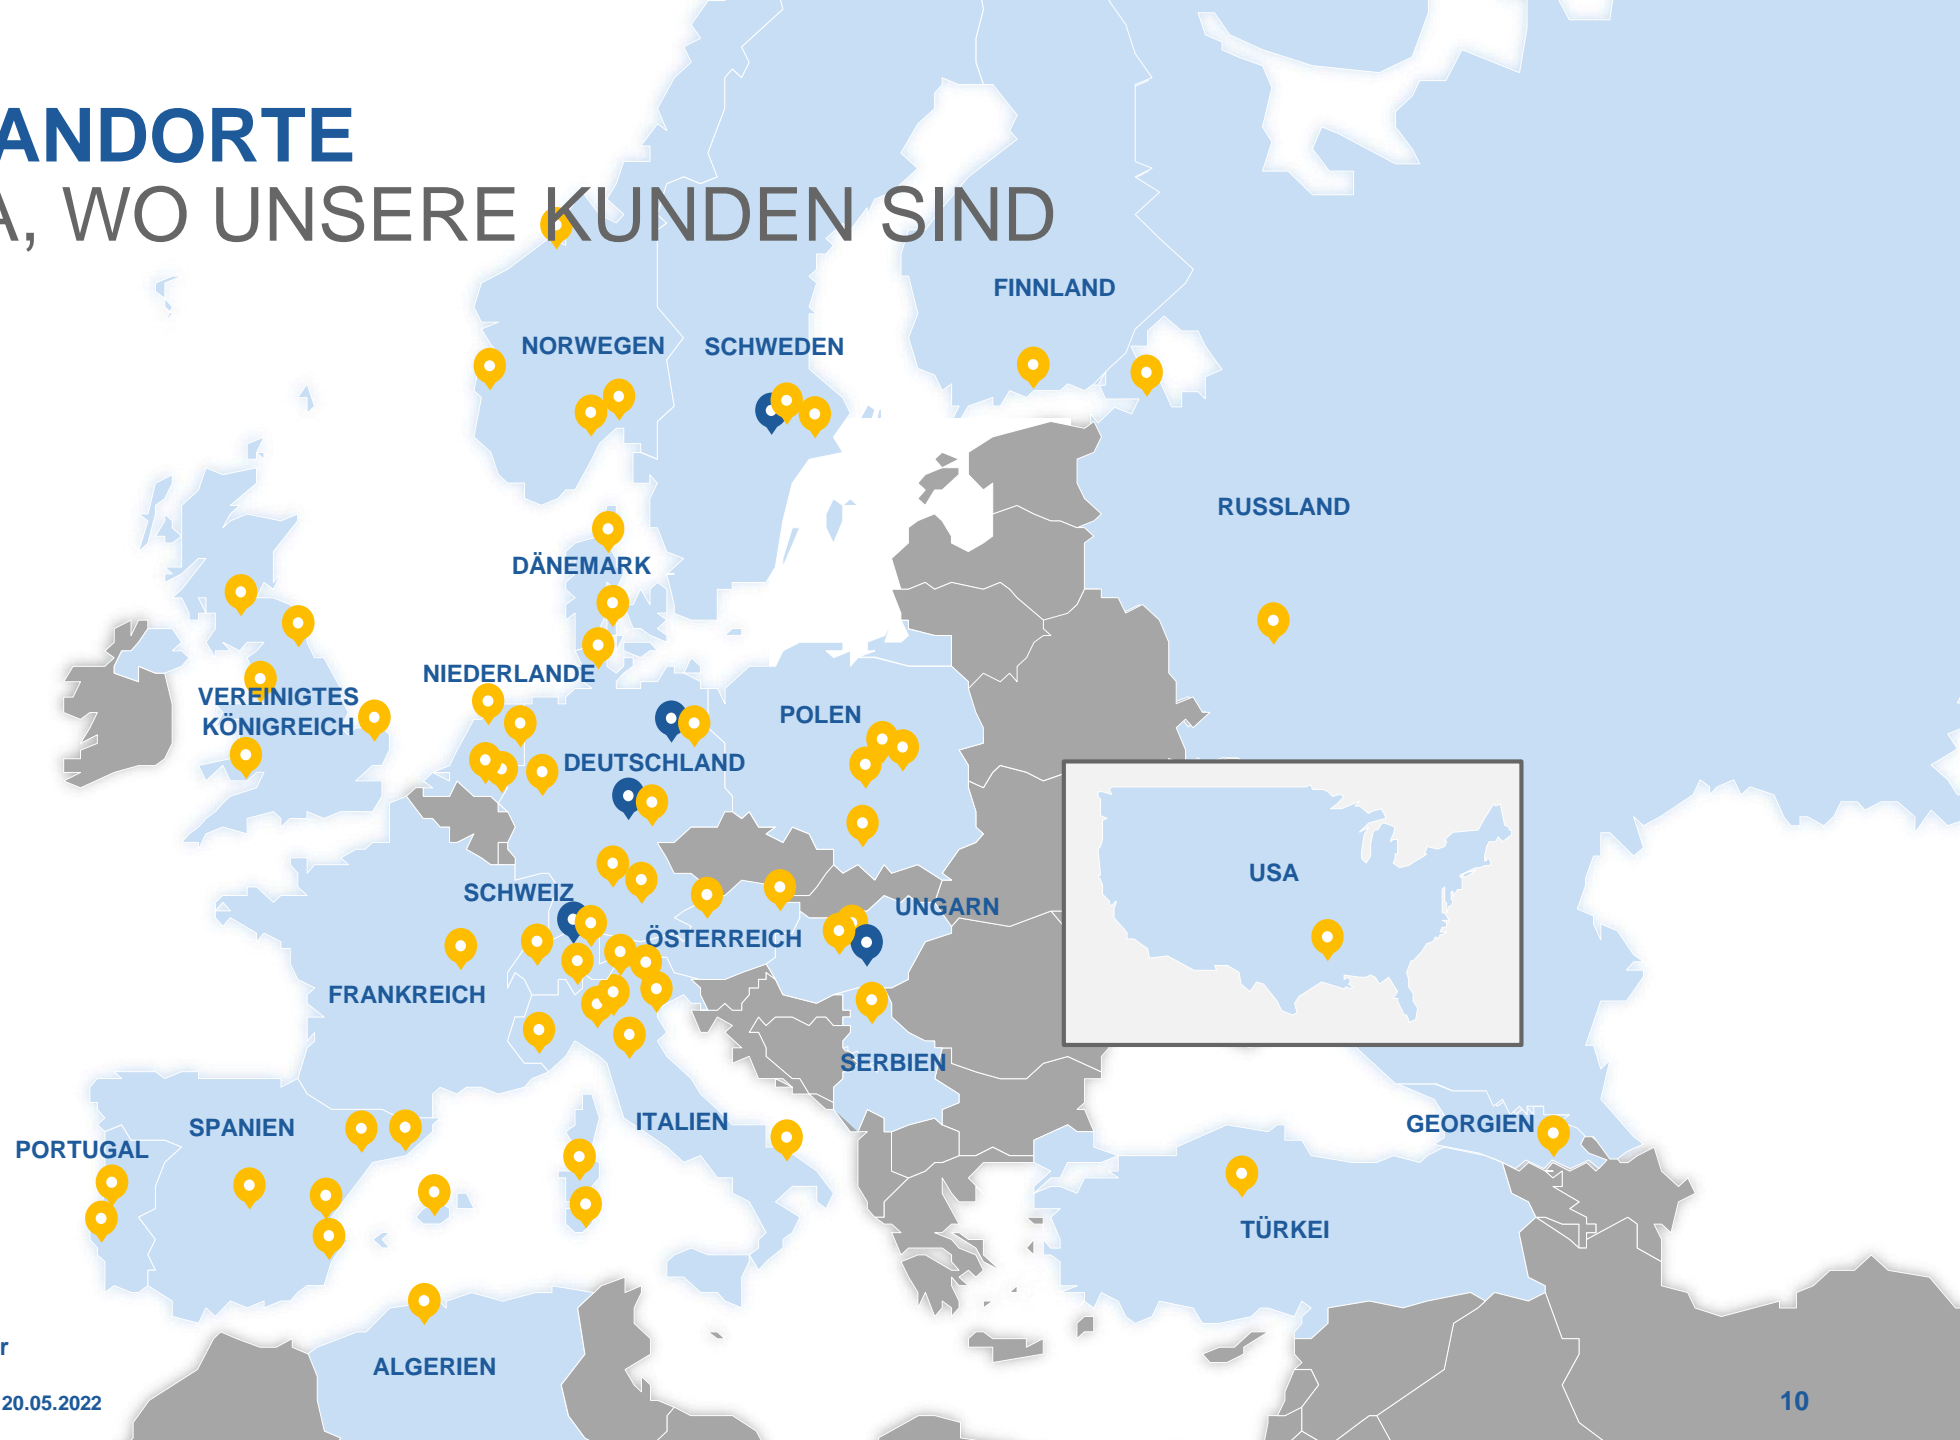 ANDORTE
A, WO UNSERE KUNDEN SIND
FINNLAND
NORWEGEN
SCHWEDEN
RUSSLAND
DÄNEMARK
NIEDERLANDE
VEREINIGTES
KÖNIGREICH
POLEN
DEUTSCHLAND
USA
SCHWEIZ
UNGARN
ÖSTERREICH
FRANKREICH
SERBIEN
ITALIEN
SPANIEN
PORTUGAL
GEORGIEN
TÜRKEI
ALGERIEN
r
20.05.2022
10